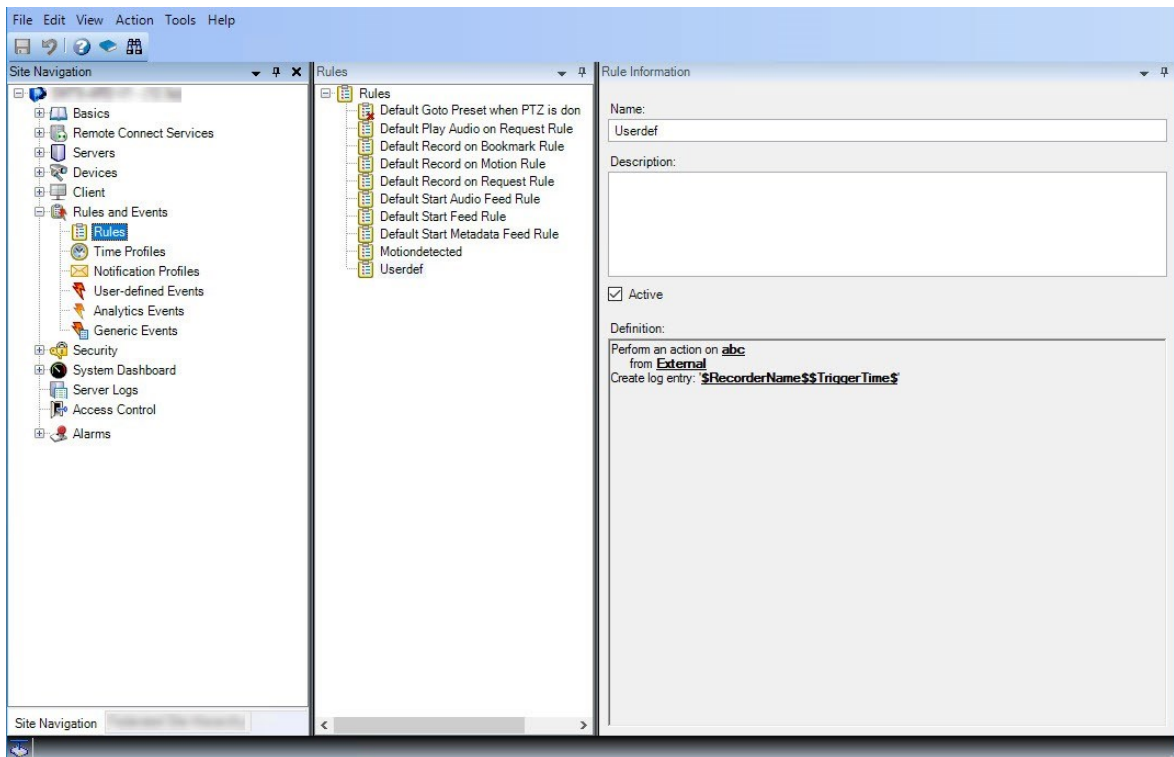 File Edit View Action Tools Help
Site Navigation
Basics
Remote Connect Services
Servers
Devices
Client
Rules and Events
Rules
Time Profiles
Notification Profiles
User-defined Events
Analytics Events
Generic Events
Security
System Dashboard
Server Logs
Access Control
Alarms
Site Navigation
Rules
Rules
Default Goto Preset when PTZ is don
Default Play Audio on Request Rule
Default Record on Bookmark Rule
Default Record on Motion Rule
Default Record on Request Rule
Default Start Audio Feed Rule
Default Start Feed Rule
Default Start Metadata Feed Rule
Motiondetected
Userdef
Rule Information
Name:
Userdef
Description:
Active
Definition:
Perform an action on abc
from External
Create log entry: '$RecorderName$$TriggerTime$'